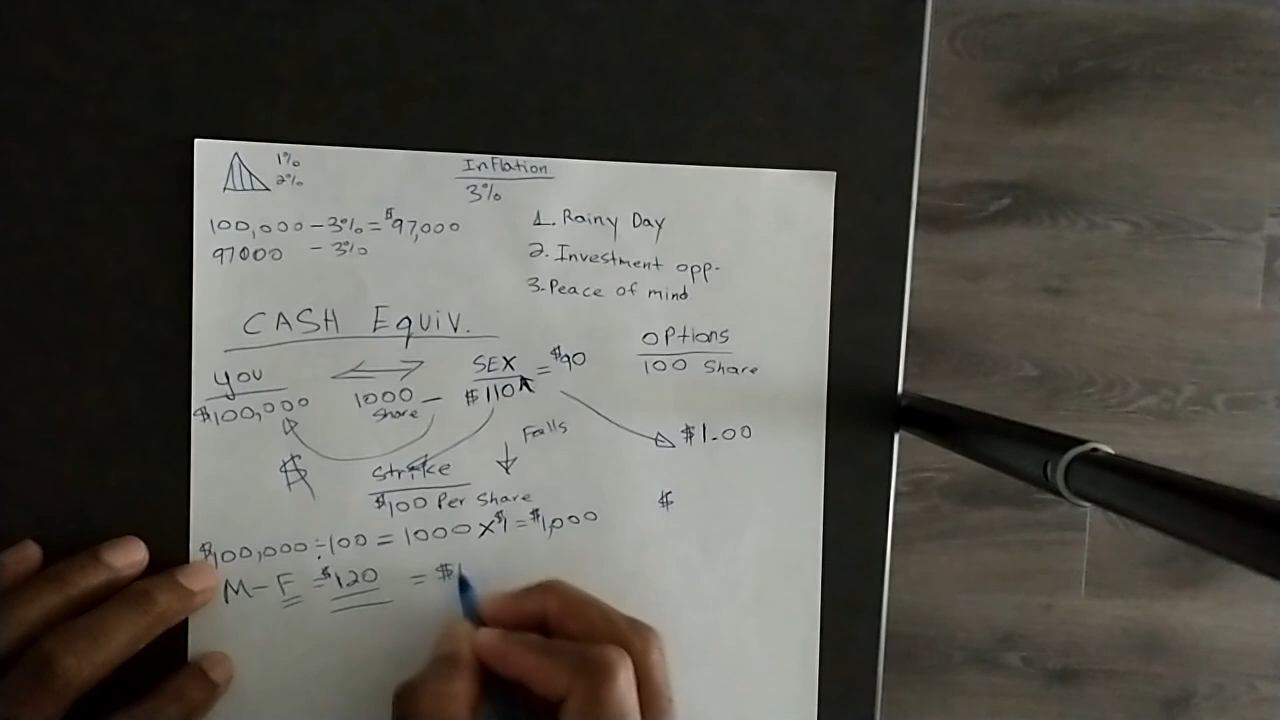 1%
2%
Inflation
3%
100,000 - 3% = $97,000
97000 - 3%
1. Rainy Day
2. Investment opp-
3. Peace of mind
CASH Equiv.
Options
100 Share
you
$100,000
1000 -
Share
SEX = $90
$110
$1.00
Falls
$
Strike
$100 Per Share
$
$100,000 ÷ 100 = 1000 x $1 = $1,000
M-F = $120 = $1